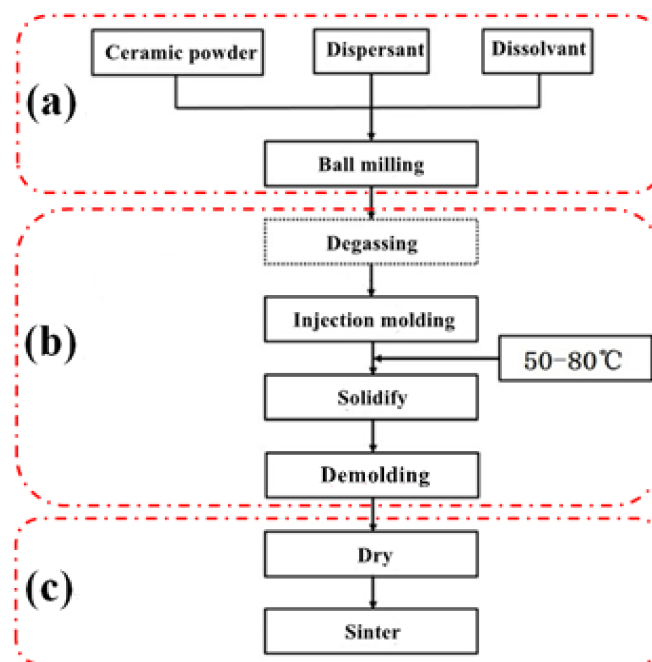 Ceramic powder
Dispersant
Dissolvant
(a)
Ball milling
Degassing
Injection molding
(b)
50-80℃
Solidify
Demolding
Dry
(c)
Sinter